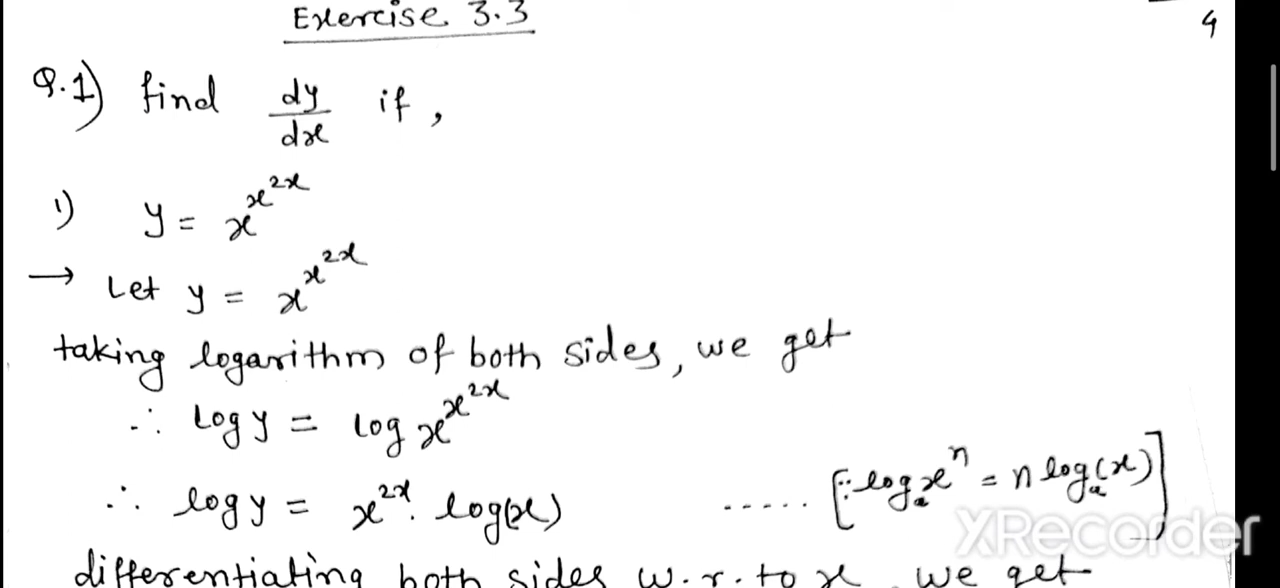 Exercise 3.3
4
Q.1) find dy/dx if,
1) y = x^x^2x
→ Let y = x^x^2x
taking logarithm of both sides, we get
∴ Log y = Log x^x^2x
∴ log y = x^2x . log(x) ..... [∵ log_a x^n = n log_a(x)]
XRecorder
differentiating both sides w.r.to x, we get